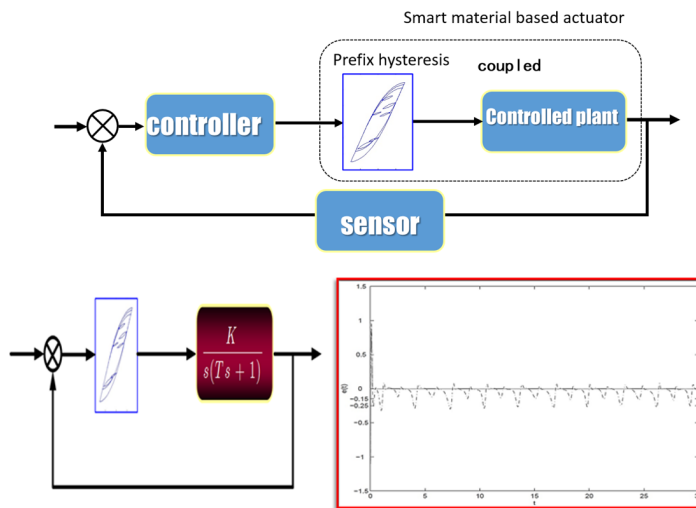 Smart material based actuator
Prefix hysteresis
coupled
controller
Controlled plant
sensor
K
s(Ts + 1)
1.5
1
0.5
0
−0.15
−0.25
−0.5
−1
−1.5
e(t)
0 5 10 15 20 25 3
t